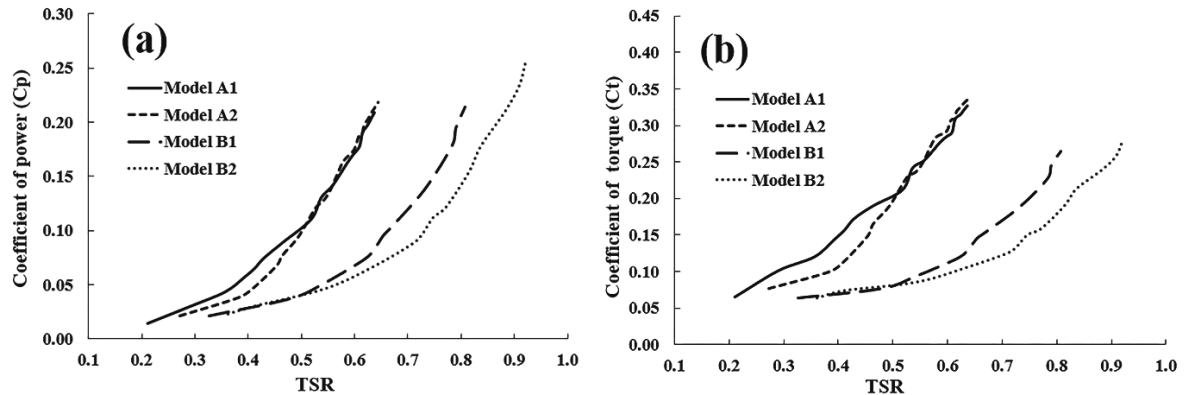 (a)
Coefficient of power (Cp)
0.30
0.25
0.20
0.15
0.10
0.05
0.00
Model A1
Model A2
Model B1
Model B2
0.1 0.2 0.3 0.4 0.5 0.6 0.7 0.8 0.9 1.0
TSR
(b)
Coefficient of torque (Ct)
0.45
0.40
0.35
0.30
0.25
0.20
0.15
0.10
0.05
0.00
Model A1
Model A2
Model B1
Model B2
0.1 0.2 0.3 0.4 0.5 0.6 0.7 0.8 0.9 1.0
TSR